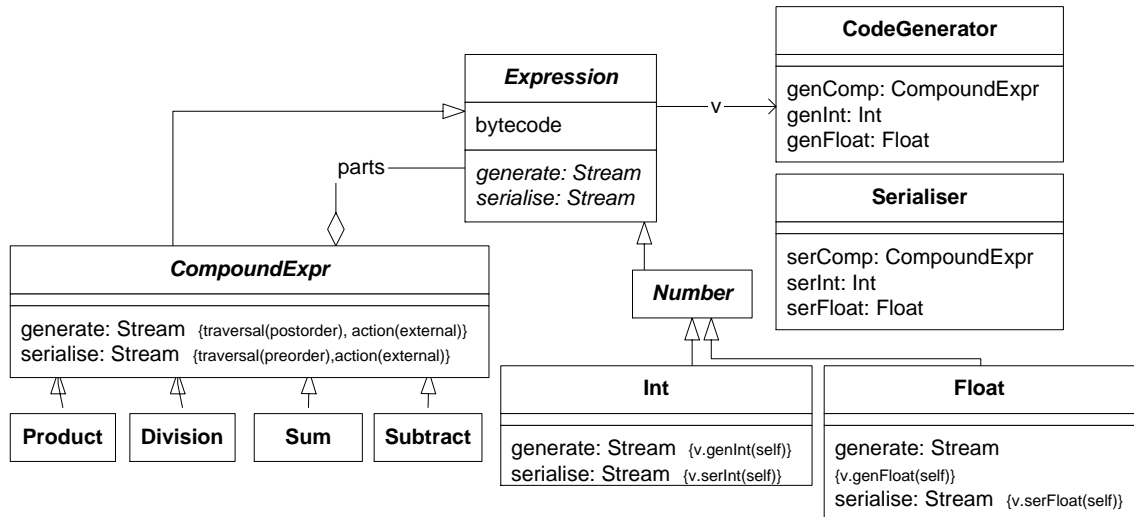 CodeGenerator
genComp: CompoundExpr
genInt: Int
genFloat: Float
Expression
bytecode
generate: Stream
serialise: Stream
v
parts
Serialiser
serComp: CompoundExpr
serInt: Int
serFloat: Float
CompoundExpr
generate: Stream {traversal(postorder), action(external)}
serialise: Stream {traversal(preorder),action(external)}
Number
Product
Division
Sum
Subtract
Int
generate: Stream {v.genInt(self)}
serialise: Stream {v.serInt(self)}
Float
generate: Stream
{v.genFloat(self)}
serialise: Stream {v.serFloat(self)}